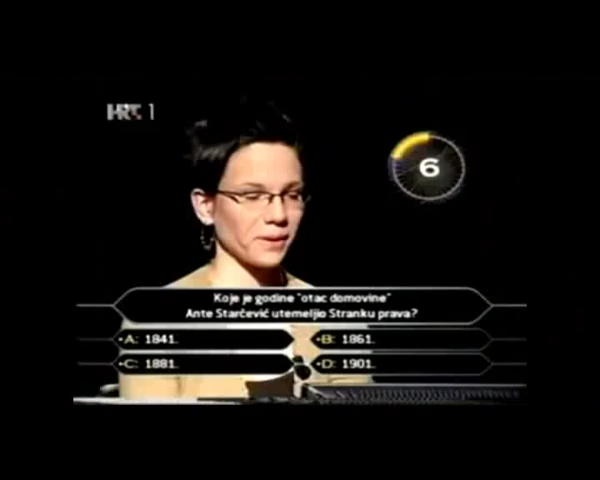 HRT 1
6
Koje je godine "otac domovine"
Ante Starčević utemeljio Stranku prava?
A: 1841.
B: 1861.
C: 1881.
D: 1901.